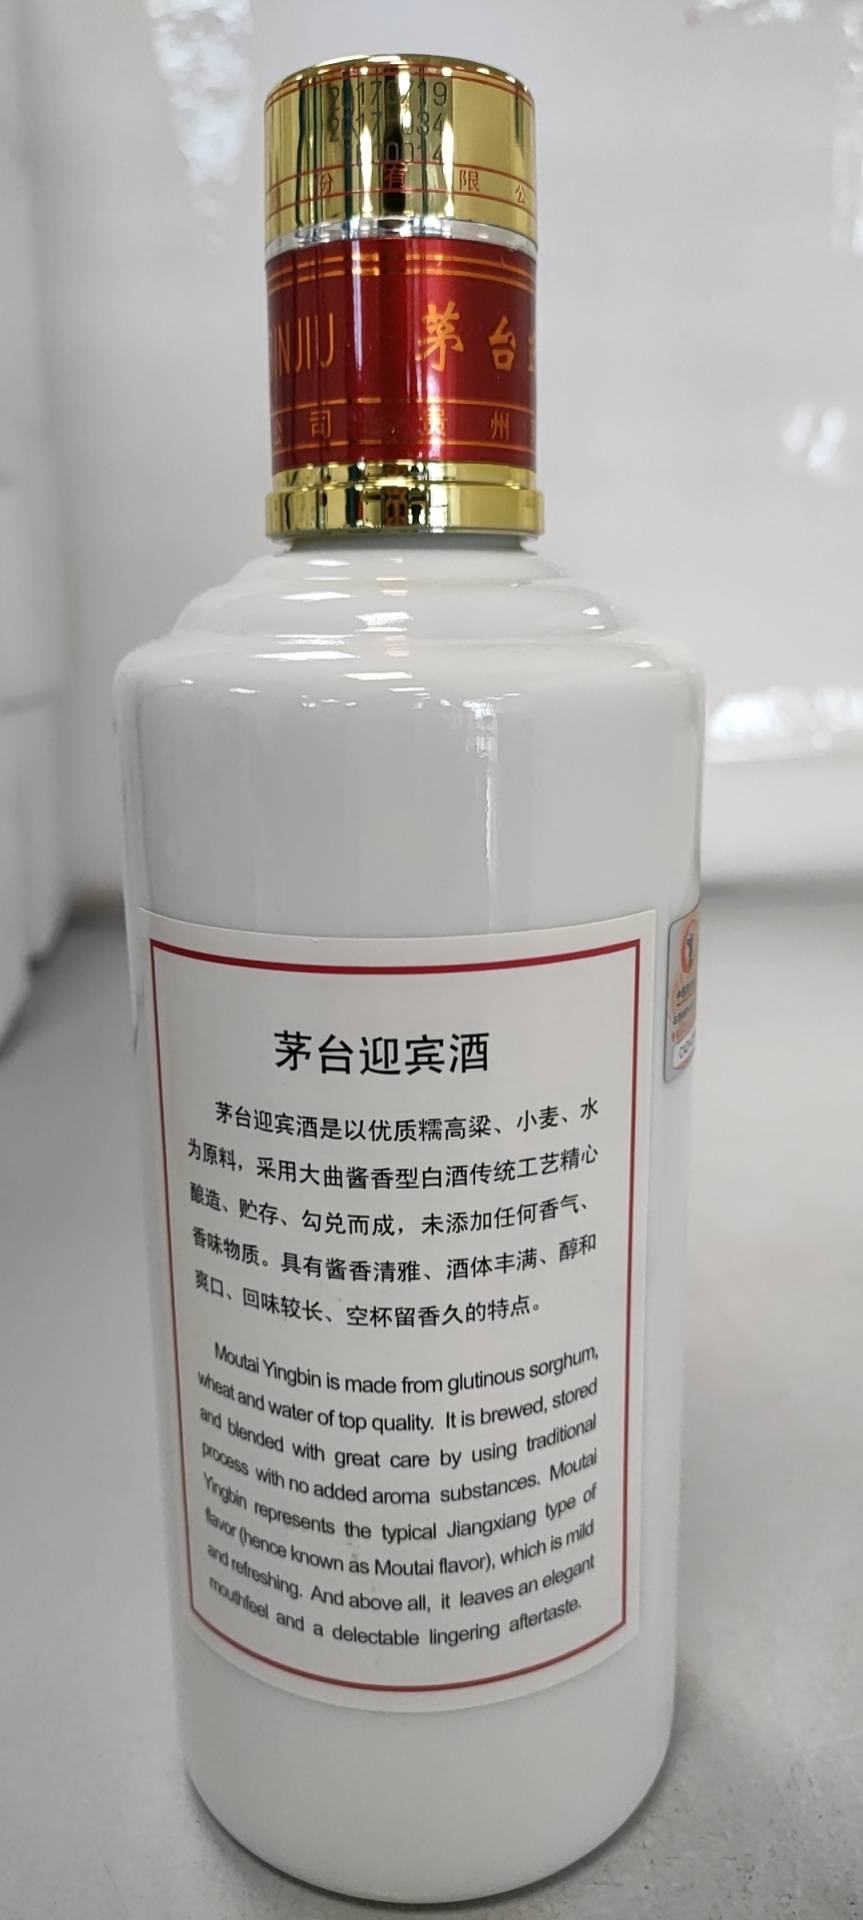 份有限公
INJIU 茅台
公司 贵州
茅台迎宾酒
茅台迎宾酒是以优质糯高粱、小麦、水
为原料，采用大曲酱香型白酒传统工艺精心
酿造、贮存、勾兑而成，未添加任何香气、
香味物质。具有酱香清雅、酒体丰满、醇和
爽口、回味较长、空杯留香久的特点。
Moutai Yingbin is made from glutinous sorghum,
wheat and water of top quality. It is brewed, stored
and blended with great care by using traditional
process with no added aroma substances. Moutai
Yingbin represents the typical Jiangxiang type of
flavor (hence known as Moutai flavor), which is mild
and refreshing. And above all, it leaves an elegant
mouthfeel and a delectable lingering aftertaste.